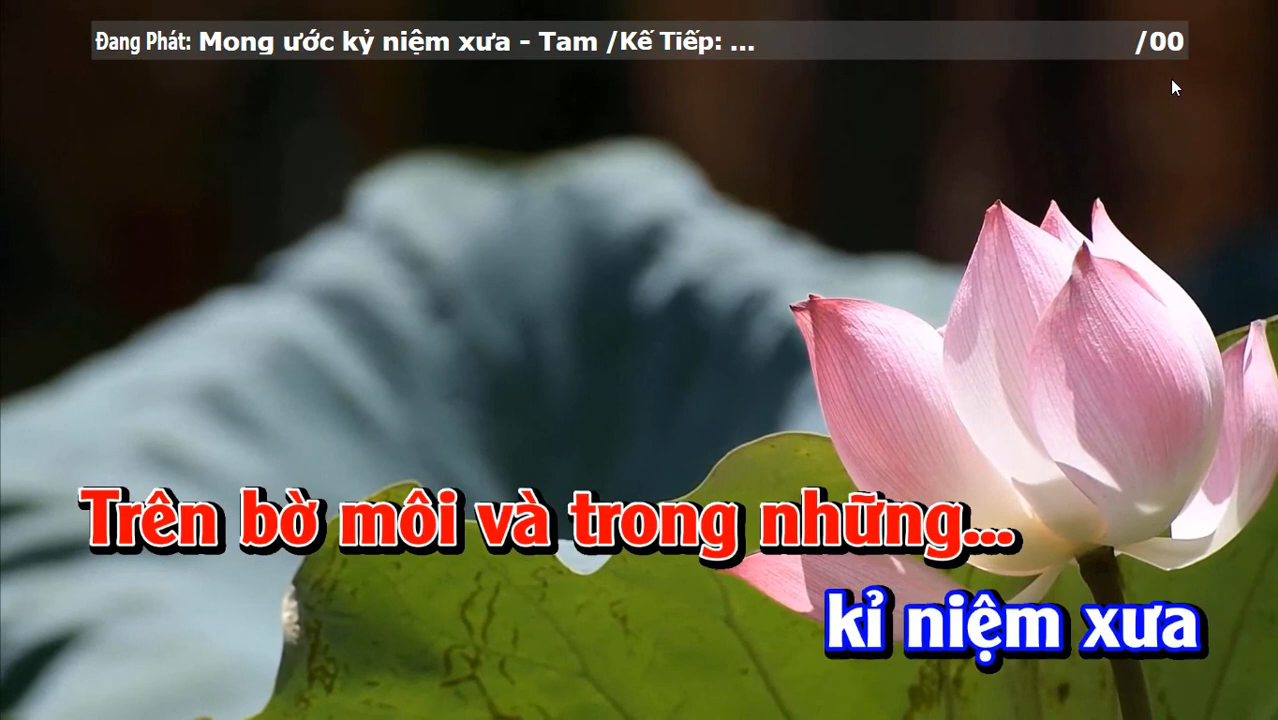 Đang Phát: Mong ước kỷ niệm xưa - Tam /Kế Tiếp: ... /00
Trên bờ môi và trong những...
kỉ niệm xưa